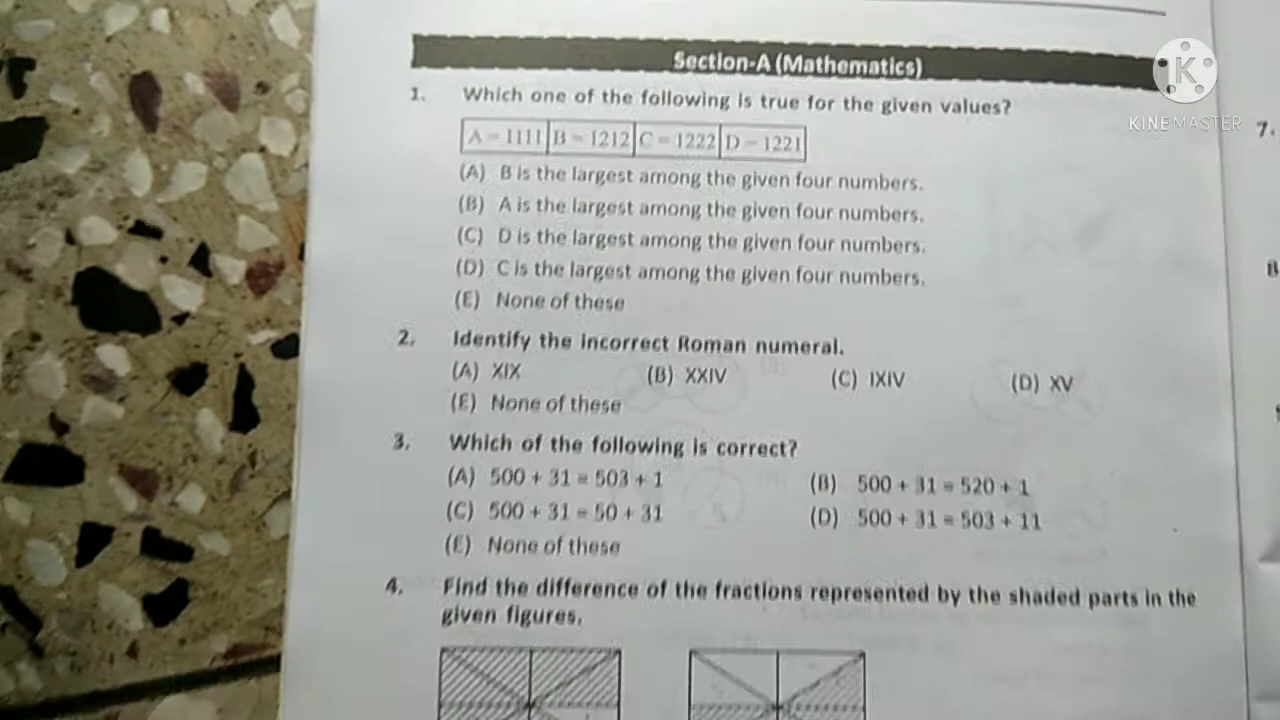 Section-A (Mathematics)
K
KINEMASTER
1. Which one of the following is true for the given values?
A = 1111 B = 1212 C = 1222 D = 1221
(A) B is the largest among the given four numbers.
(B) A is the largest among the given four numbers.
(C) D is the largest among the given four numbers.
(D) C is the largest among the given four numbers.
(E) None of these
2. Identify the incorrect Roman numeral.
(A) XIX (B) XXIV (C) IXIV (D) XV
(E) None of these
3. Which of the following is correct?
(A) 500 + 31 = 503 + 1 (B) 500 + 31 = 520 + 1
(C) 500 + 31 = 50 + 31 (D) 500 + 31 = 503 + 11
(E) None of these
4. Find the difference of the fractions represented by the shaded parts in the
given figures.
7.